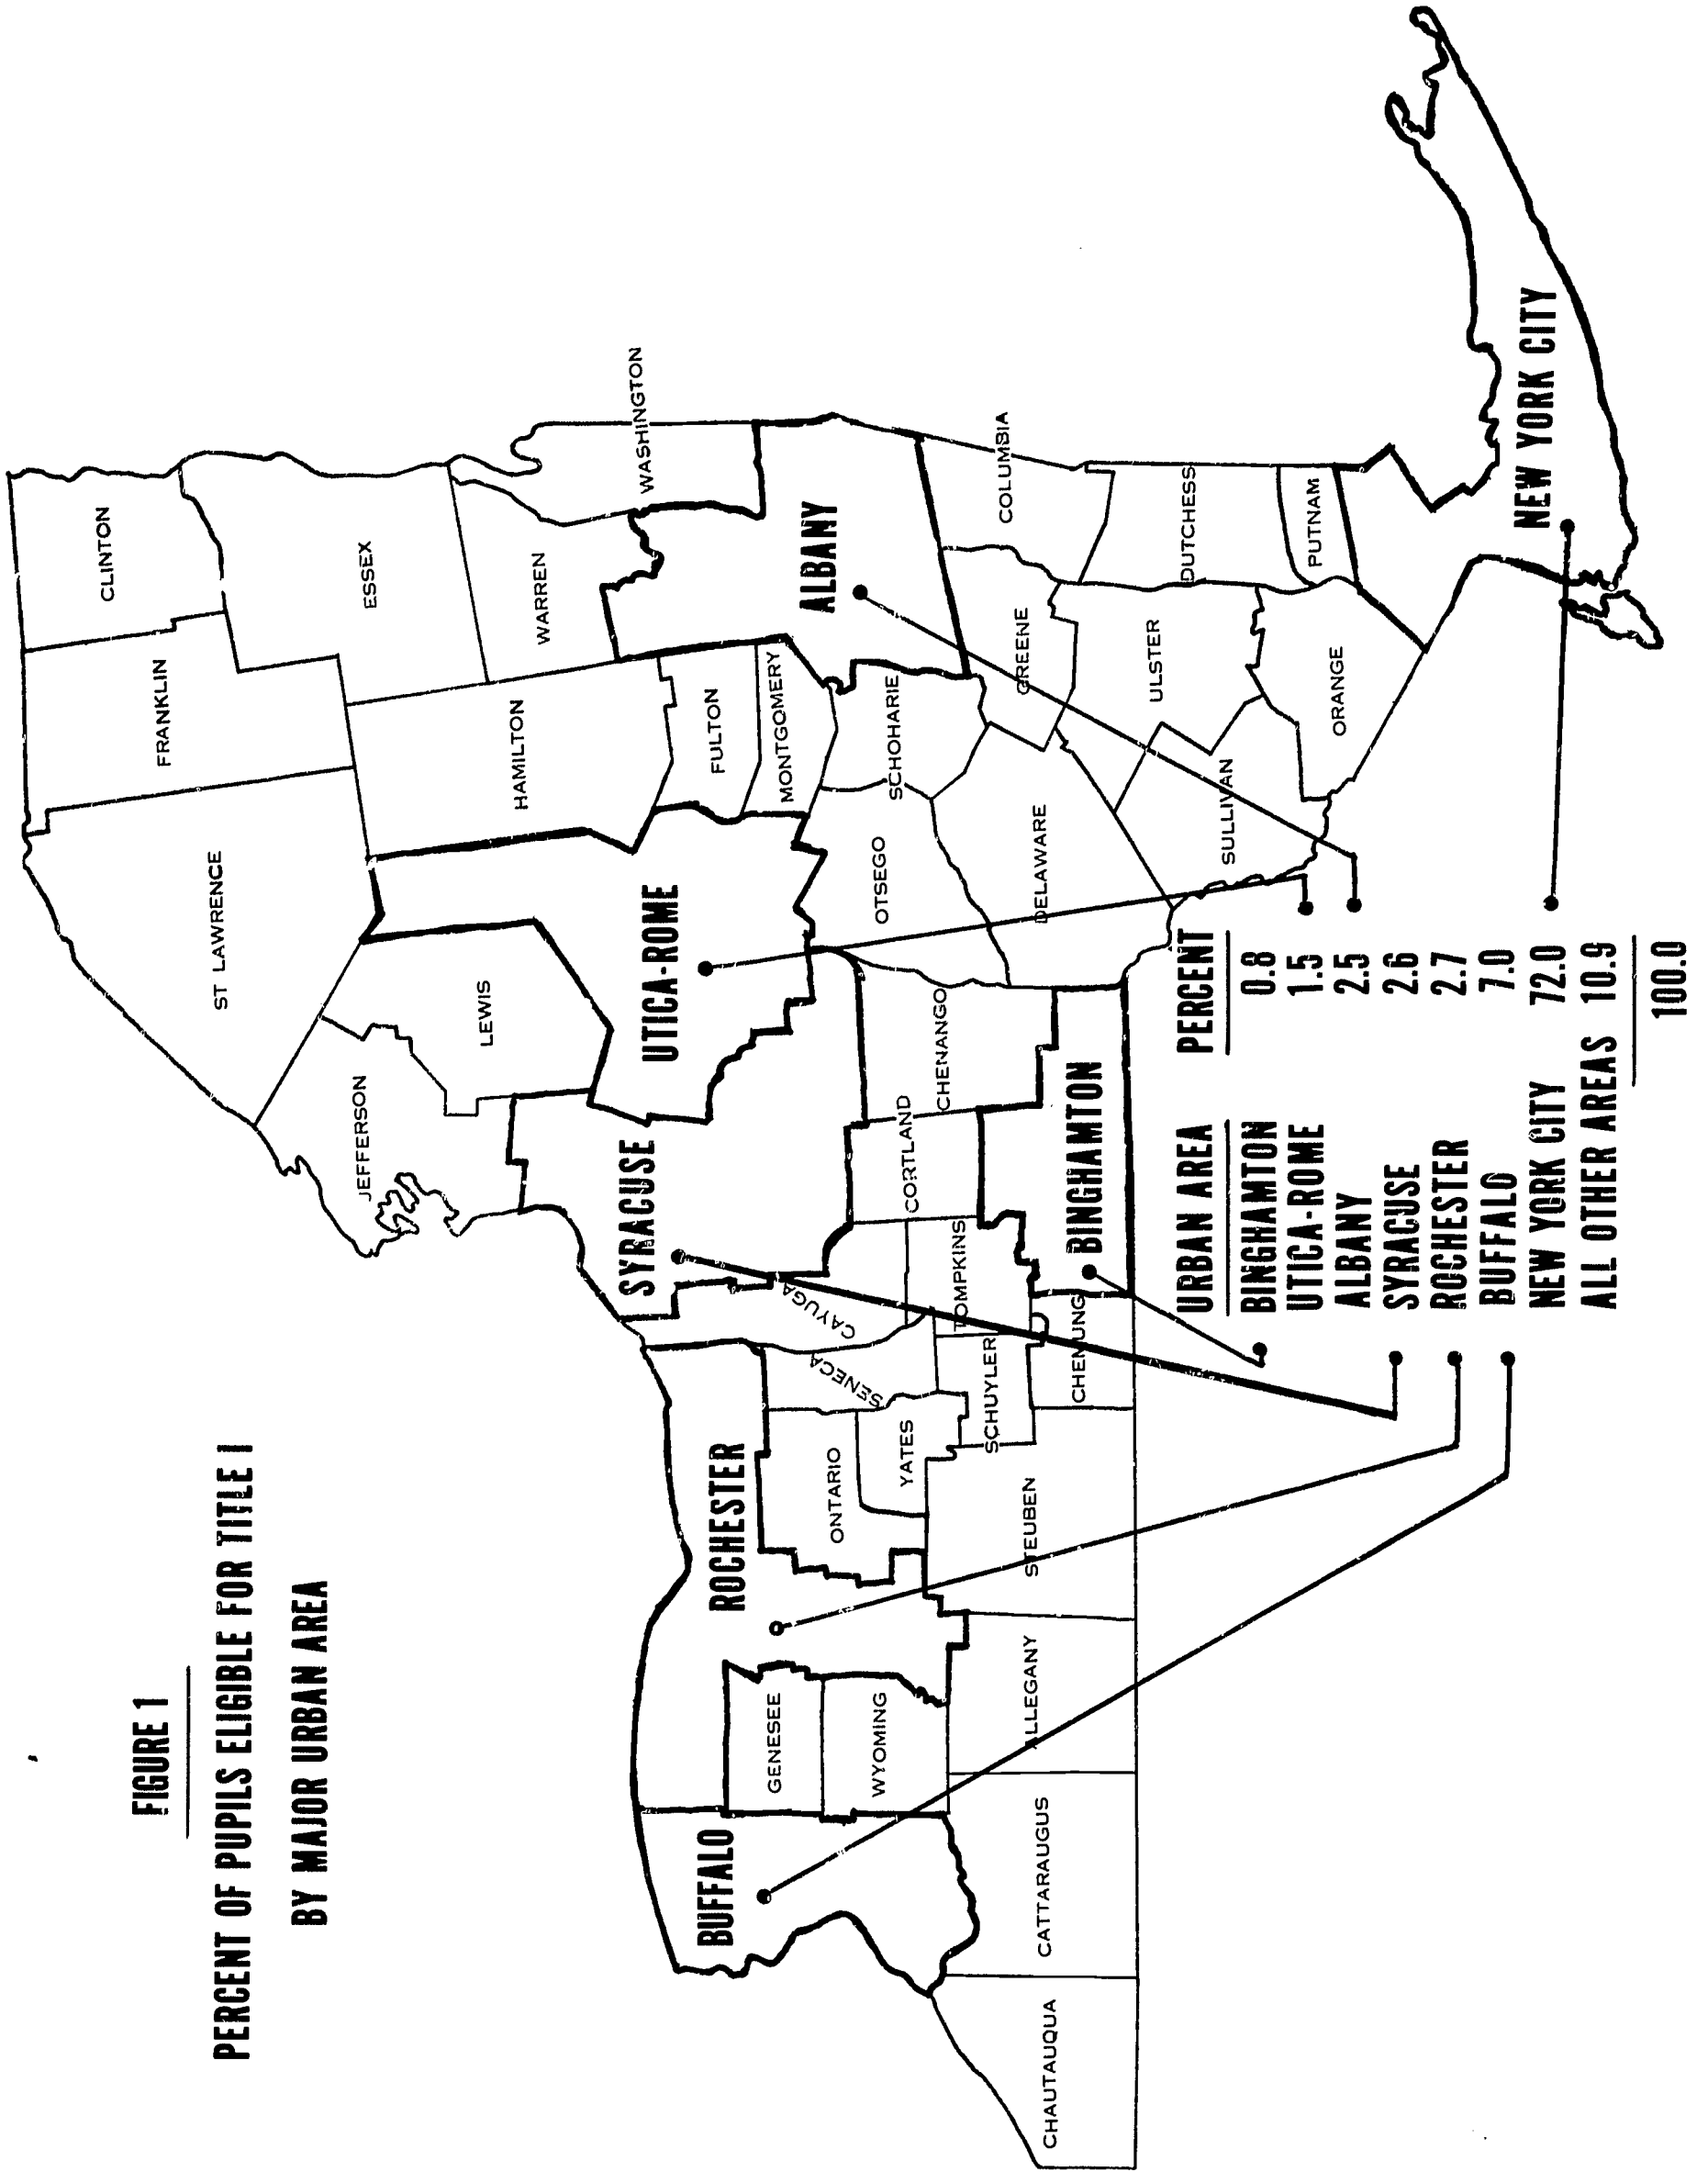 FIGURE 1
PERCENT OF PUPILS ELIGIBLE FOR TITLE I
BY MAJOR URBAN AREA
CLINTON
FRANKLIN
ST LAWRENCE
ESSEX
JEFFERSON
LEWIS
HAMILTON
WARREN
WASHINGTON
SYRACUSE
UTICA-ROME
BUFFALO
ROCHESTER
FULTON
MONTGOMERY
ALBANY
GENESEE
WYOMING
ONTARIO
SENECA
CAYUGA
YATES
CORTLAND
CHENANGO
OTSEGO
SCHOHARIE
TOMPKINS
SCHUYLER
COLUMBIA
GREENE
DELAWARE
CHAUTAUQUA
CATTARAUGUS
ALLEGANY
STEUBEN
CHEMUNG
BINGHAMTON
ULSTER
DUTCHESS
SULLIVAN
ORANGE
PUTNAM
NEW YORK CITY
URBAN AREA PERCENT
BINGHAMTON 0.8
UTICA-ROME 1.5
ALBANY 2.5
SYRACUSE 2.6
ROCHESTER 2.7
BUFFALO 7.0
NEW YORK CITY 72.0
ALL OTHER AREAS 10.9
100.0